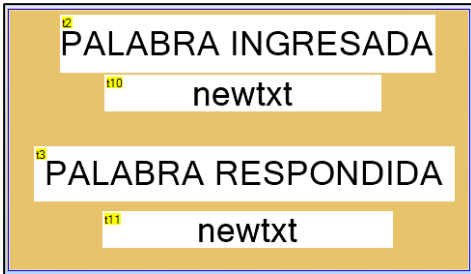 t2
PALABRA INGRESADA
t10
newtxt
t3
PALABRA RESPONDIDA
t11
newtxt